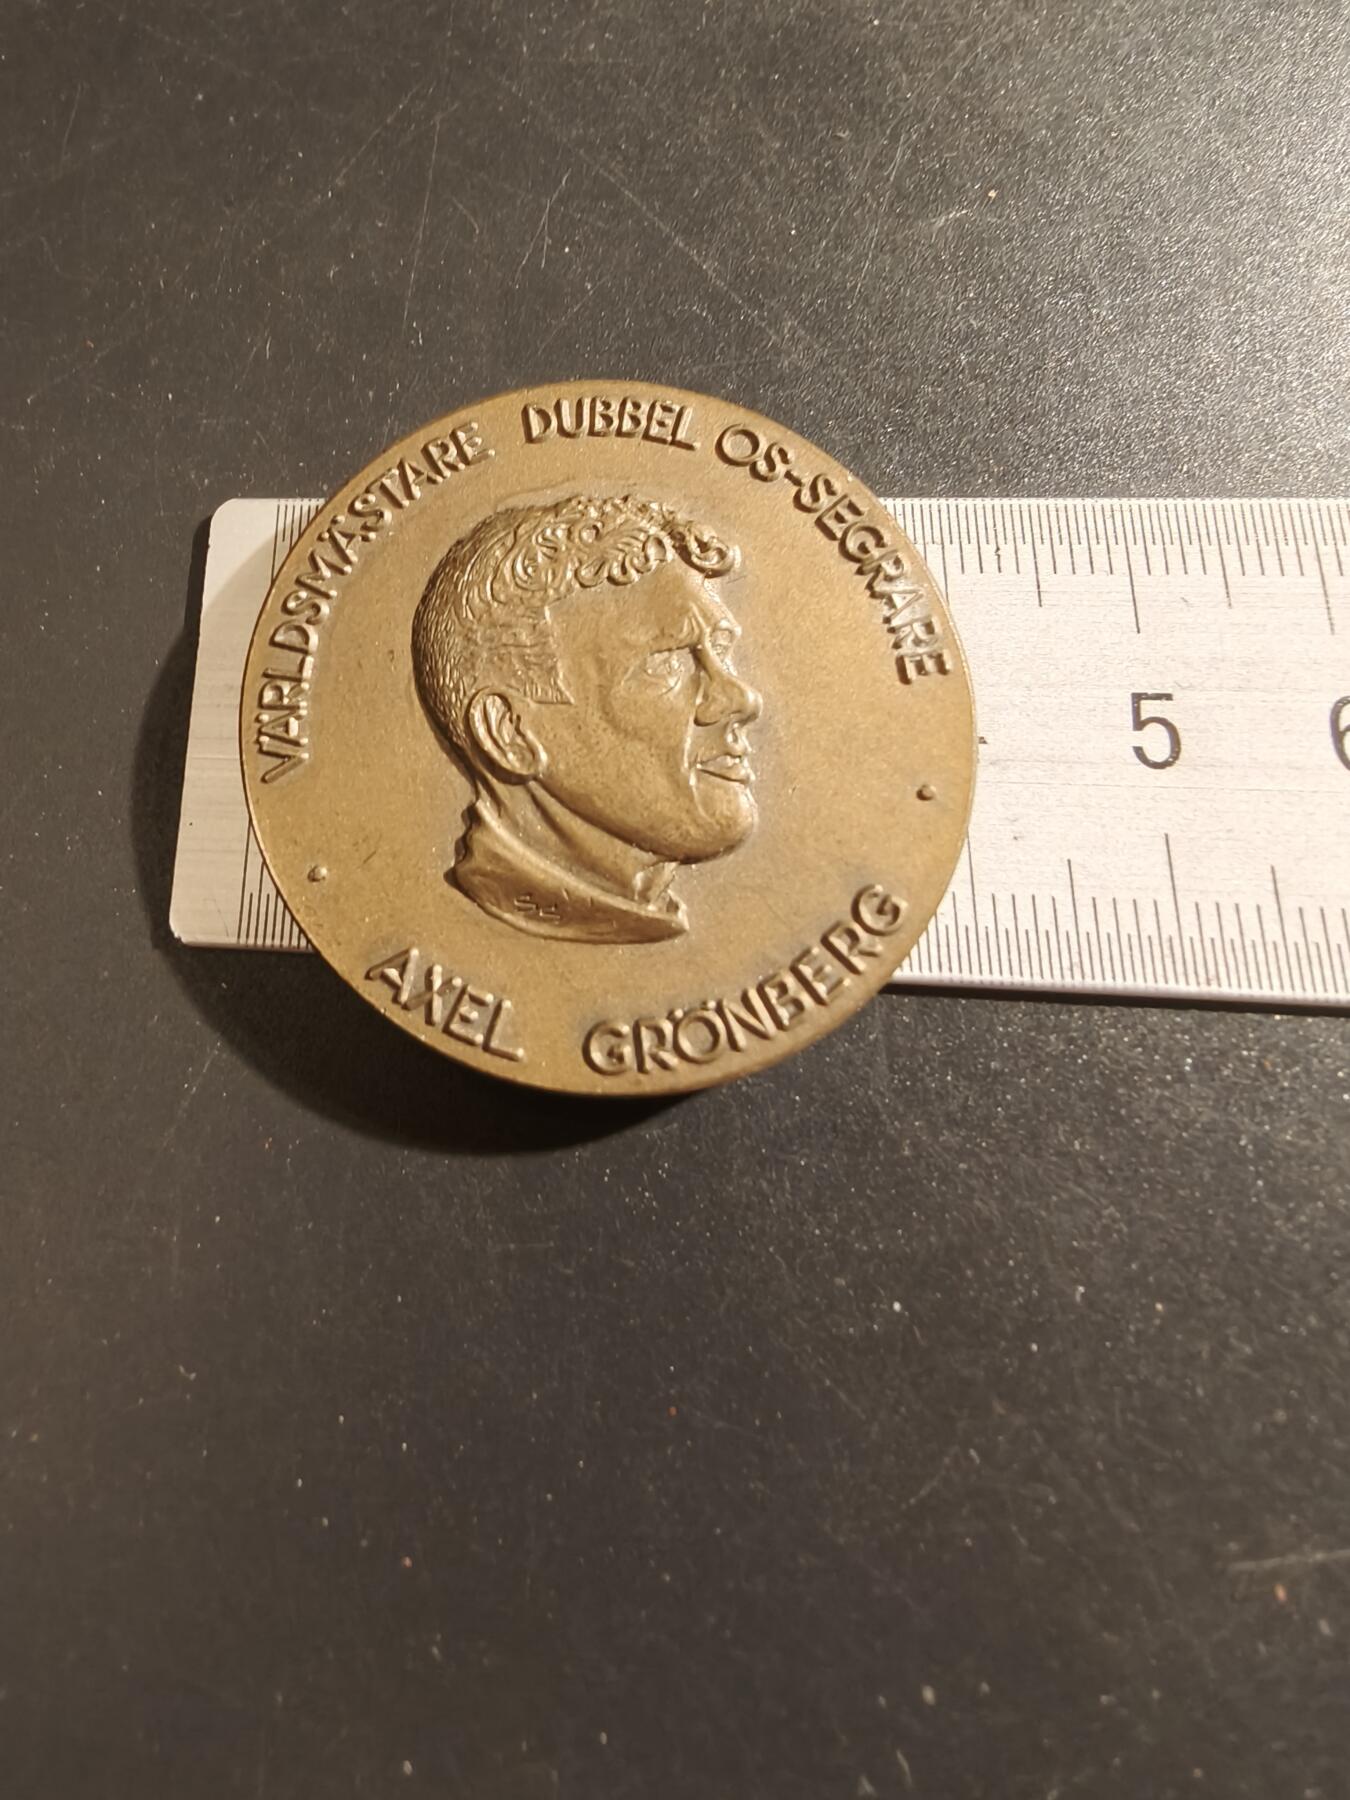 VÄRLDSMÄSTARE DUBBEL OS-SEGRARE
AXEL GRÖNBERG
5
6